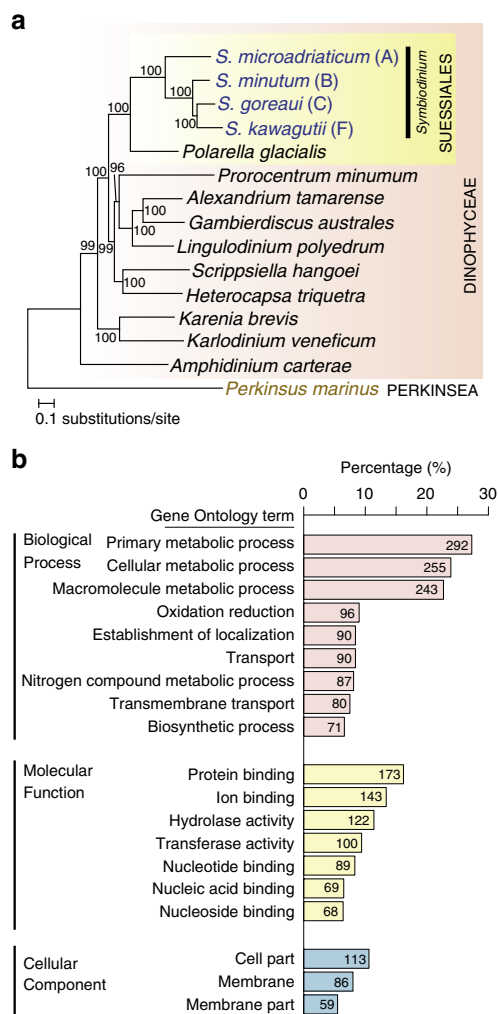 a
S. microadriaticum (A)
S. minutum (B)
S. goreaui (C)
S. kawagutii (F)
Polarella glacialis
Prorocentrum minumum
Alexandrium tamarense
Gambierdiscus australes
Lingulodinium polyedrum
Scrippsiella hangoei
Heterocapsa triquetra
Karenia brevis
Karlodinium veneficum
Amphidinium carterae
Perkinsus marinus PERKINSEA
Symbiodinium
SUESSIALES
DINOPHYCEAE
100
100
100
100
100
96
100
100
99
99
100
100
0.1 substitutions/site
b
Percentage (%)
0 10 20 30
Gene Ontology term
Biological
Process
Primary metabolic process 292
Cellular metabolic process 255
Macromolecule metabolic process 243
Oxidation reduction 96
Establishment of localization 90
Transport 90
Nitrogen compound metabolic process 87
Transmembrane transport 80
Biosynthetic process 71
Molecular
Function
Protein binding 173
Ion binding 143
Hydrolase activity 122
Transferase activity 100
Nucleotide binding 89
Nucleic acid binding 69
Nucleoside binding 68
Cellular
Component
Cell part 113
Membrane 86
Membrane part 59